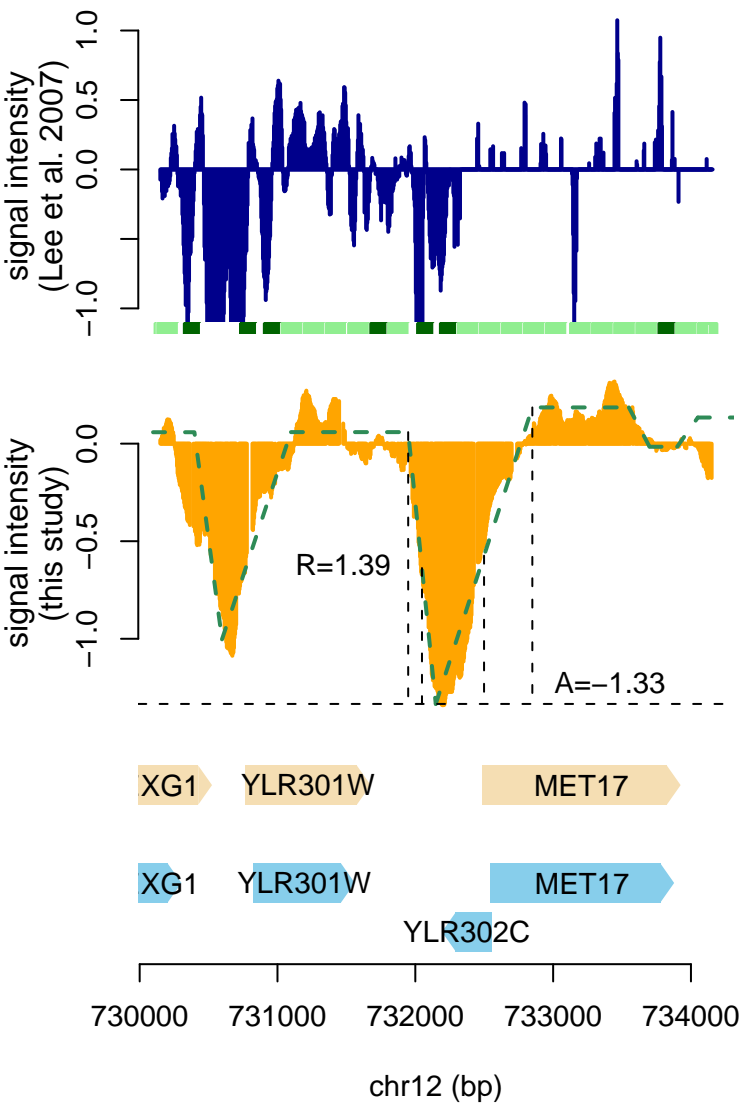 signal intensity
(Lee et al. 2007)
1.0
0.5
0.0
−1.0
signal intensity
(this study)
0.0
−0.5
−1.0
R=1.39
A=−1.33
XG1
YLR301W
MET17
XG1
YLR301W
MET17
YLR302C
730000 731000 732000 733000 734000
chr12 (bp)